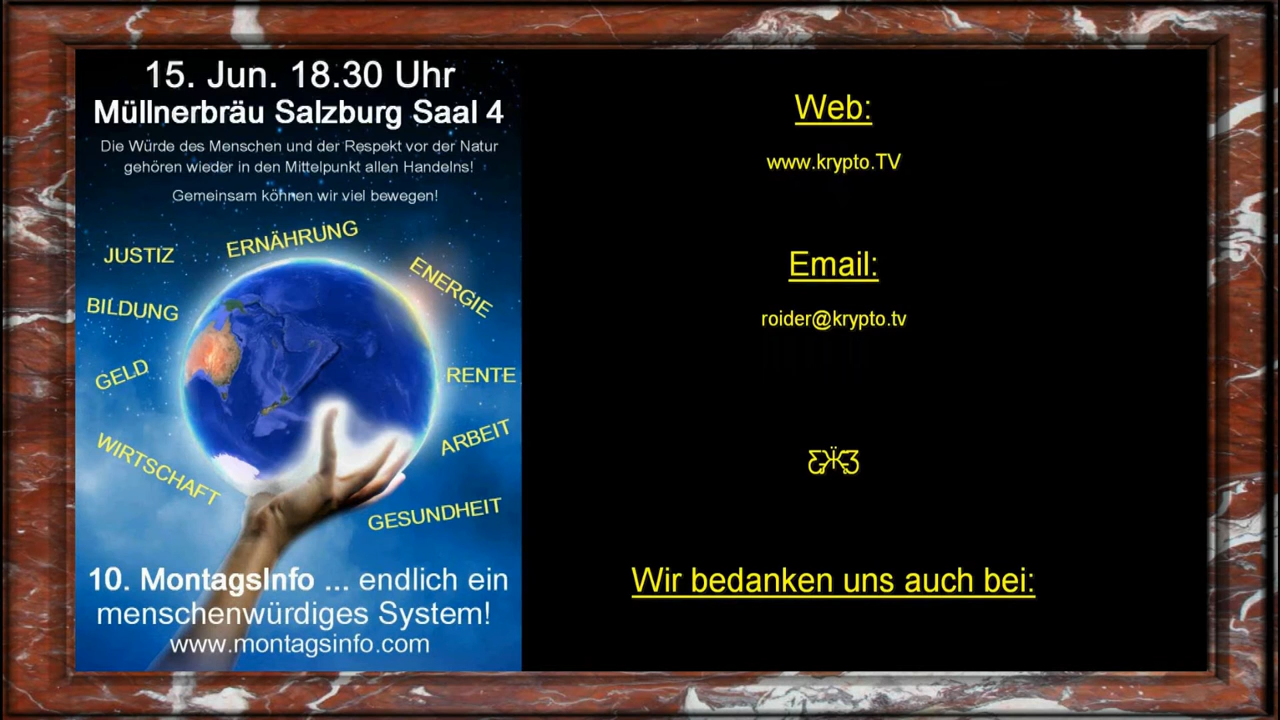 15. Jun. 18.30 Uhr
Müllnerbräu Salzburg Saal 4
Die Würde des Menschen und der Respekt vor der Natur
gehören wieder in den Mittelpunkt allen Handelns!
Gemeinsam können wir viel bewegen!
JUSTIZ
ERNÄHRUNG
ENERGIE
BILDUNG
GELD
RENTE
WIRTSCHAFT
ARBEIT
GESUNDHEIT
10. MontagsInfo ... endlich ein
menschenwürdiges System!
www.montagsinfo.com
Web:
www.krypto.TV
Email:
roider@krypto.tv
Ƹ̵̡Ӝ̵̨̄Ʒ
Wir bedanken uns auch bei: